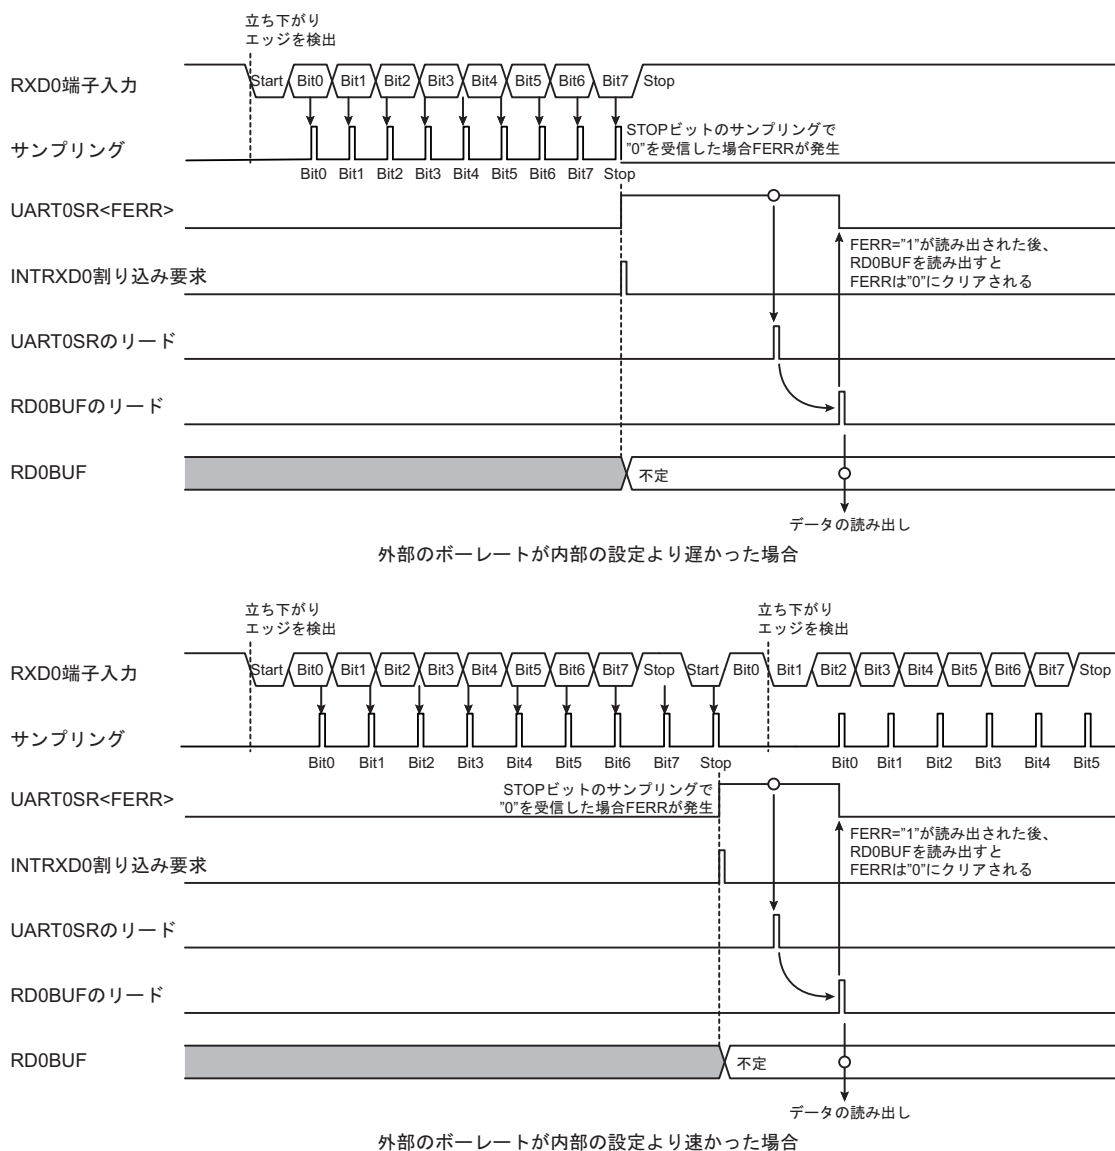 立ち下がり
エッジを検出
RXD0端子入力
Start Bit0 Bit1 Bit2 Bit3 Bit4 Bit5 Bit6 Bit7 Stop
サンプリング
STOPビットのサンプリングで
"0"を受信した場合FERRが発生
Bit0 Bit1 Bit2 Bit3 Bit4 Bit5 Bit6 Bit7 Stop
UART0SR<FERR>
FERR="1"が読み出された後、
RD0BUFを読み出すと
FERRは"0"にクリアされる
INTRXD0割り込み要求
UART0SRのリード
RD0BUFのリード
RD0BUF
不定
データの読み出し
外部のボーレートが内部の設定より遅かった場合
立ち下がり
エッジを検出
立ち下がり
エッジを検出
RXD0端子入力
Start Bit0 Bit1 Bit2 Bit3 Bit4 Bit5 Bit6 Bit7 Stop Start Bit0 Bit1 Bit2 Bit3 Bit4 Bit5 Bit6 Bit7 Stop
サンプリング
Bit0 Bit1 Bit2 Bit3 Bit4 Bit5 Bit6 Bit7 Stop Bit0 Bit1 Bit2 Bit3 Bit4 Bit5
UART0SR<FERR>
STOPビットのサンプリングで
"0"を受信した場合FERRが発生
FERR="1"が読み出された後、
RD0BUFを読み出すと
FERRは"0"にクリアされる
INTRXD0割り込み要求
UART0SRのリード
RD0BUFのリード
RD0BUF
不定
データの読み出し
外部のボーレートが内部の設定より速かった場合